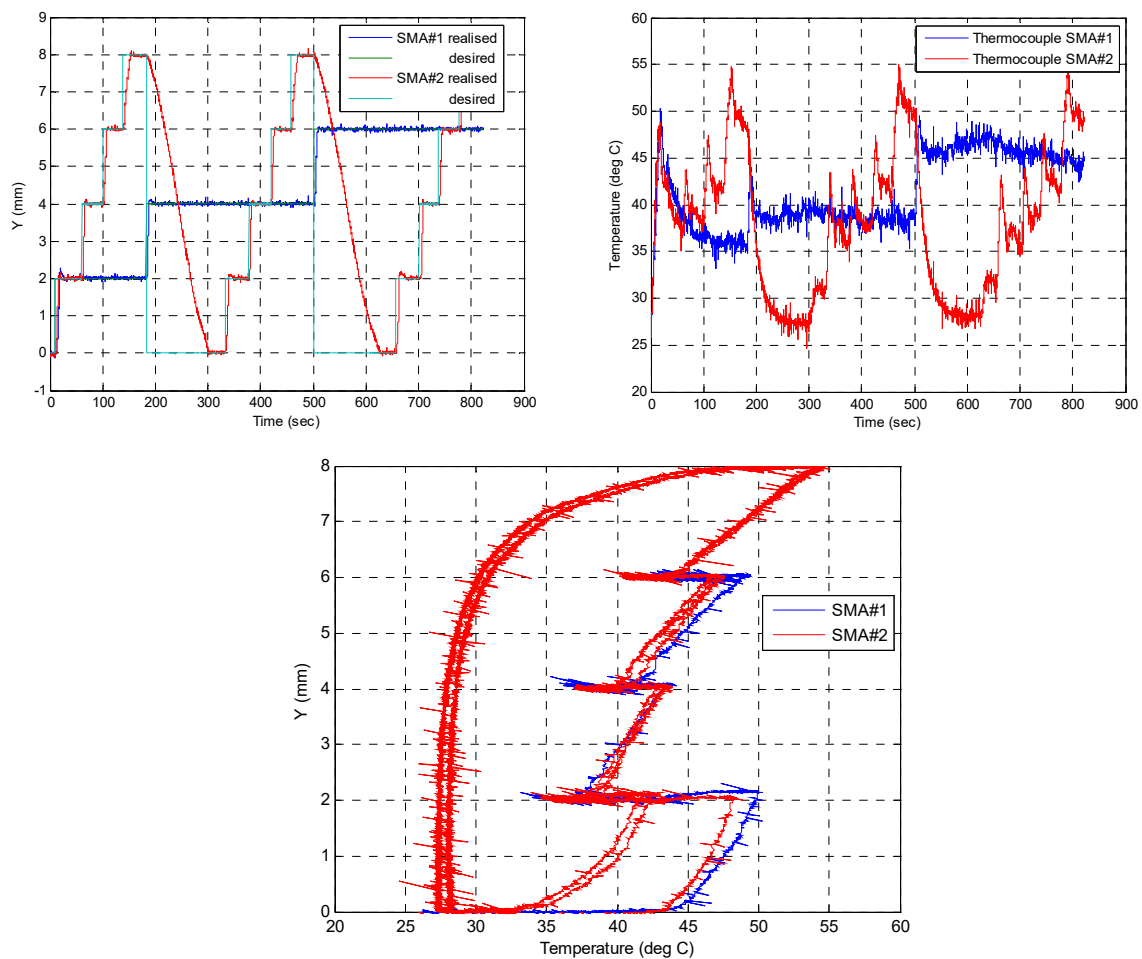 9
8
7
6
5
4
3
2
1
0
-1
0 100 200 300 400 500 600 700 800 900
Y (mm)
Time (sec)
SMA#1 realised
desired
SMA#2 realised
desired
60
55
50
45
40
35
30
25
20
0 100 200 300 400 500 600 700 800 900
Temperature (deg C)
Time (sec)
Thermocouple SMA#1
Thermocouple SMA#2
8
7
6
5
4
3
2
1
0
20 25 30 35 40 45 50 55 60
Y (mm)
Temperature (deg C)
SMA#1
SMA#2